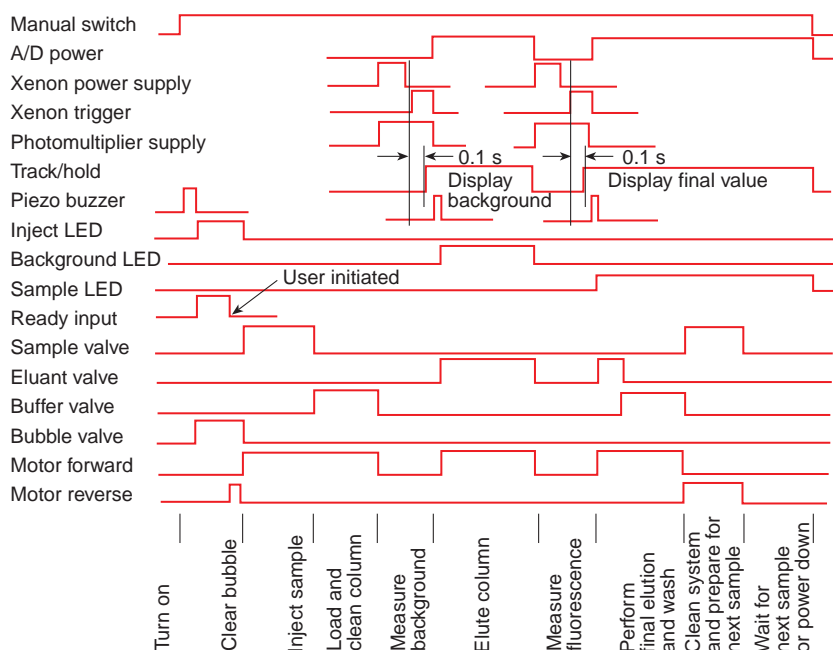 Manual switch
A/D power
Xenon power supply
Xenon trigger
Photomultiplier supply
Track/hold
0.1 s
0.1 s
Display
background
Display final value
Piezo buzzer
Inject LED
Background LED
User initiated
Sample LED
Ready input
Sample valve
Eluant valve
Buffer valve
Bubble valve
Motor forward
Motor reverse
Turn on
Clear bubble
Inject sample
Load and
clean column
Measure
background
Elute column
Measure
fluorescence
Perform
final elution
and wash
Clean system
and prepare for
next sample
Wait for
next sample
or power down